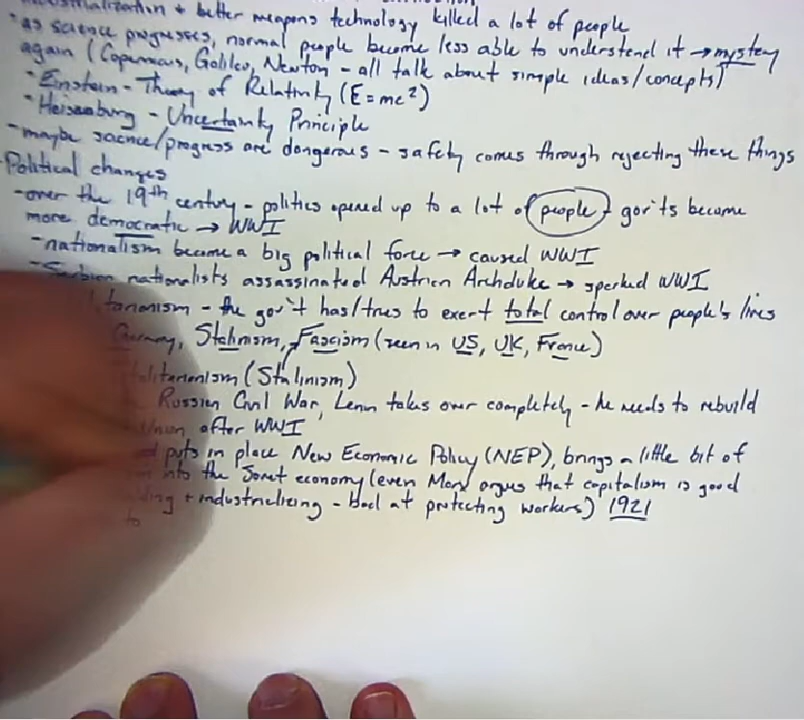 industrialization + better weapons technology killed a lot of people
- as science progresses, normal people become less able to understand it → mystery
again (Copernicus, Galileo, Newton - all talk about simple ideas/concepts)
- Einstein - Theory of Relativity (E=mc²)
- Heisenburg - Uncertainty Principle
- maybe science/progress are dangerous - safety comes through rejecting these things
Political changes
- over the 19th century - politics opened up to a lot of people + gov'ts become
more democratic → WWI
- nationalism became a big political force → caused WWI
- Serbian nationalists assassinated Austrian Archduke → sparked WWI
- the gov't has/tries to exert total control over people's lives
Germany, Stalinism, Fascism (seen in US, UK, France)
(Stalinism)
Russian Civil War, Lenin takes over completely - he needs to rebuild
Union after WWI
puts in place New Economic Policy (NEP), brings a little bit of
into the Soviet economy (even Marx argues that capitalism is good
+ industrializing - bad at protecting workers) 1921
to